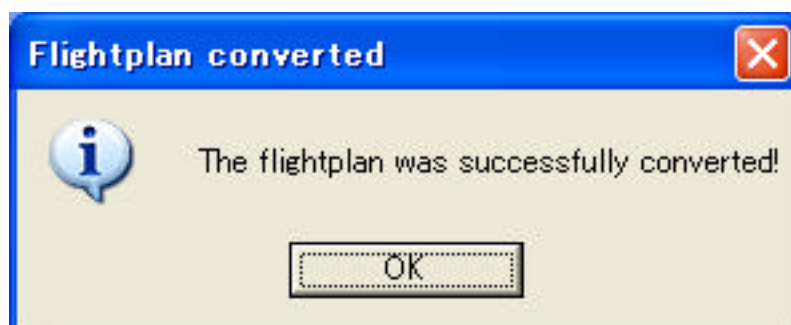 Flightplan converted
The flightplan was successfully converted!
OK